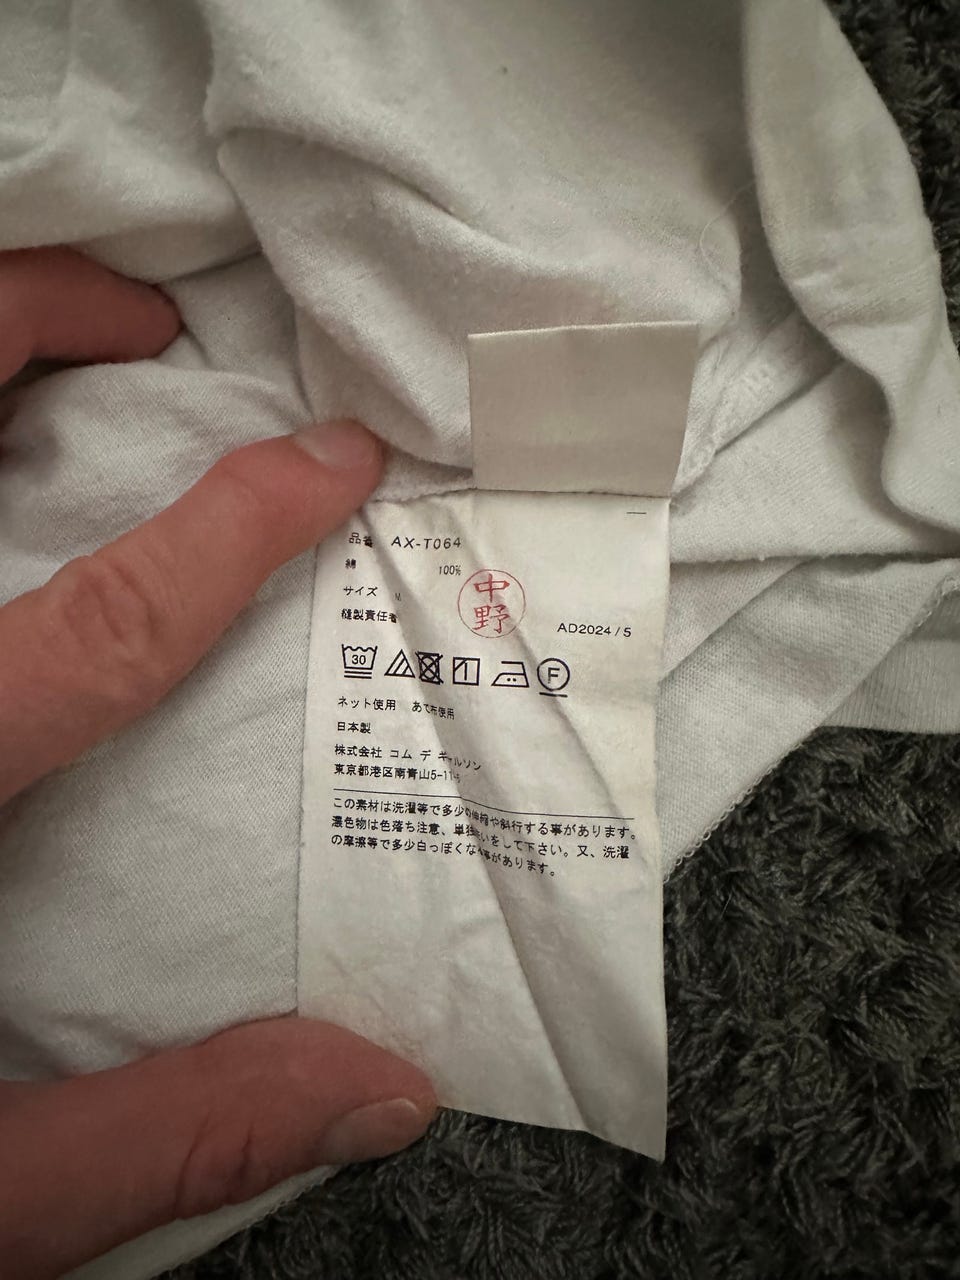 品番 AX-T064
綿 100%
サイズ M
縫製責任者 中野
AD2024/5
30 F
ネット使用 あて布使用
日本製
株式会社 コム デ ギャルソン
東京都港区南青山5-11-5
この素材は洗濯等で多少の伸縮や斜行する事があります。
濃色物は色落ち注意、単独洗いをして下さい。又、洗濯
の摩擦等で多少白っぽくなる事があります。